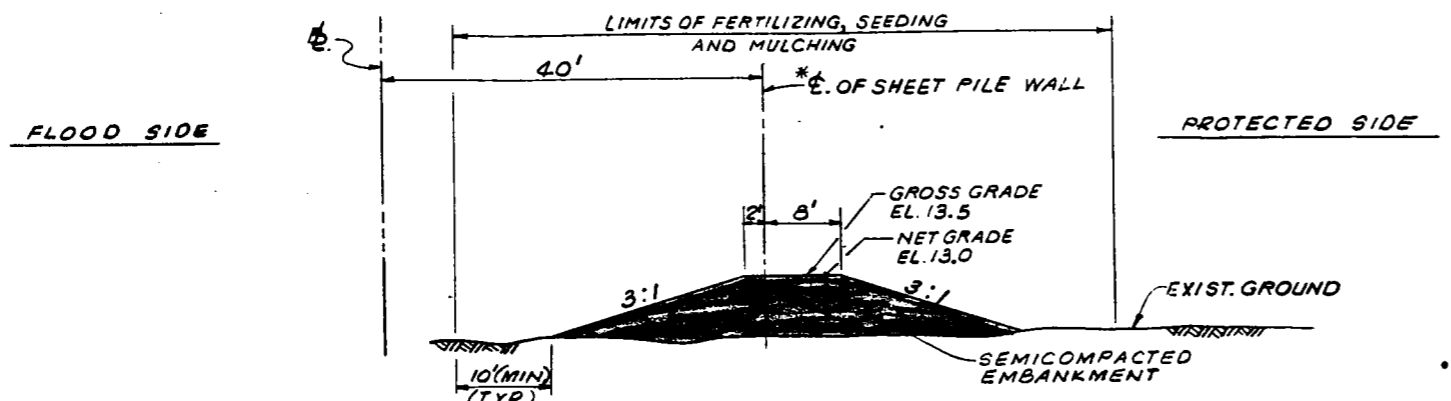 LIMITS OF FERTILIZING, SEEDING
AND MULCHING
℄.
40'
*℄. OF SHEET PILE WALL
FLOOD SIDE
PROTECTED SIDE
GROSS GRADE
EL. 13.5
2'
8'
NET GRADE
EL. 13.0
3:1
3:1
EXIST. GROUND
SEMICOMPACTED
EMBANKMENT
10'(MIN)
(TYP)